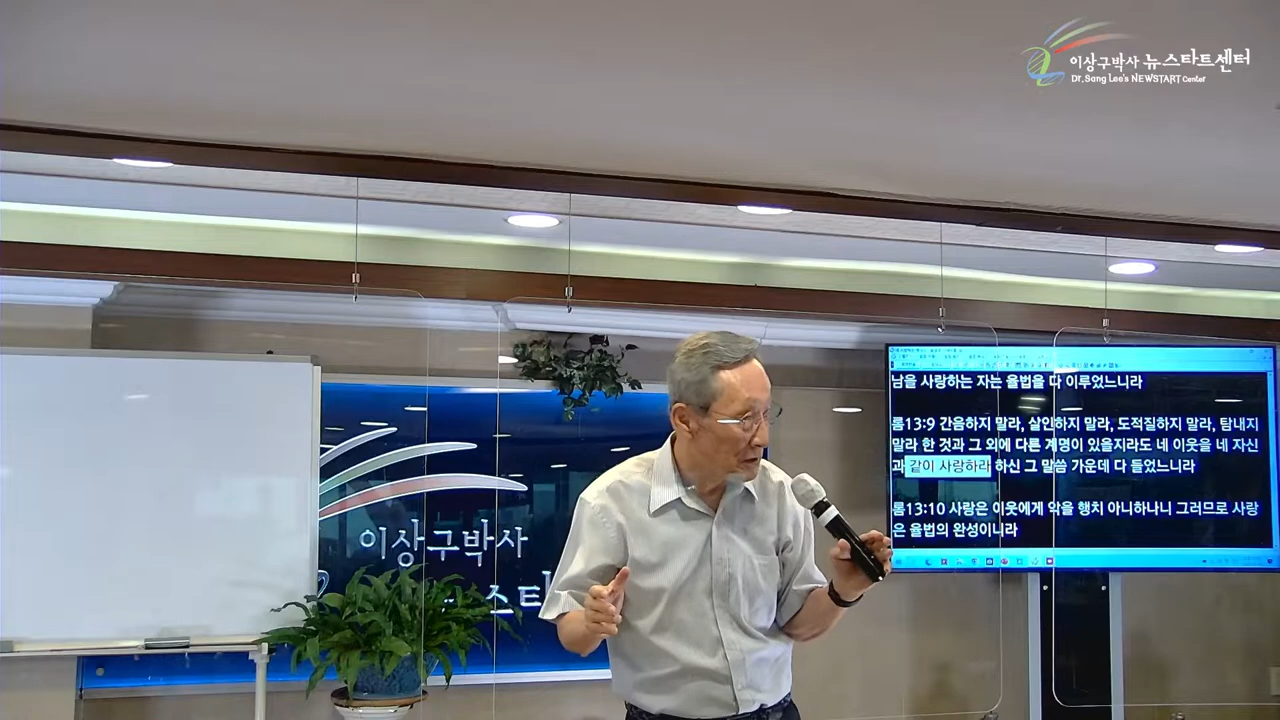 이상구박사 뉴스타트센터
Dr. Sang Lee's NEWSTART Center
남을 사랑하는 자는 율법을 다 이루었느니라
롬13:9 간음하지 말라, 살인하지 말라, 도적질하지 말라, 탐내지
말라 한 것과 그 외에 다른 계명이 있을지라도 네 이웃을 네 자신
과 같이 사랑하라 하신 그 말씀 가운데 다 들었느니라
롬13:10 사랑은 이웃에게 악을 행치 아니하나니 그러므로 사랑
은 율법의 완성이니라
이상구박사
스타